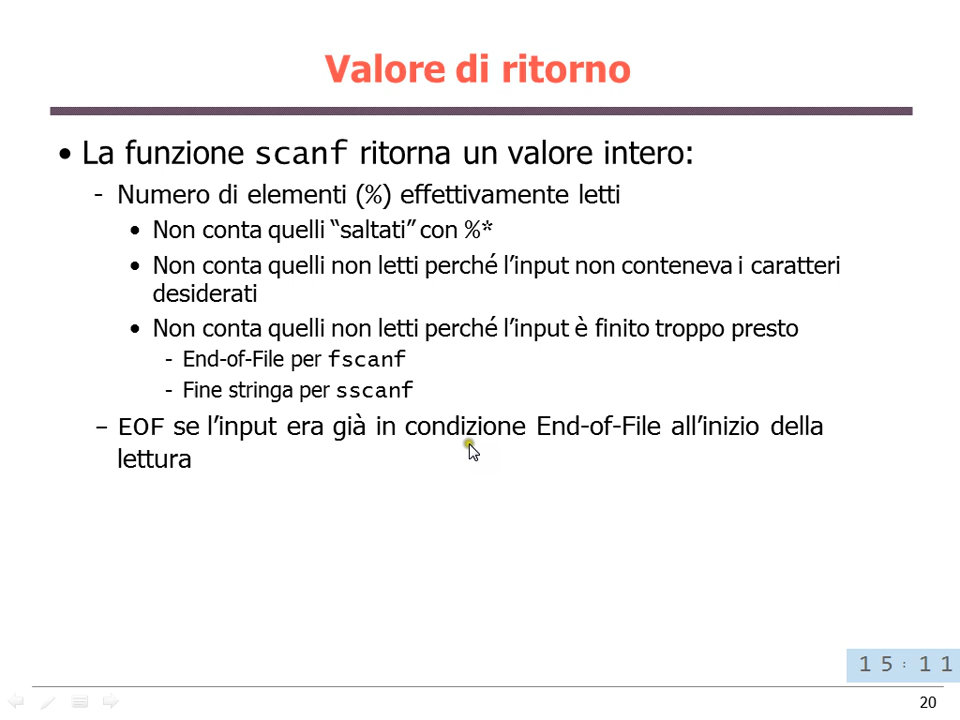 Valore di ritorno
• La funzione scanf ritorna un valore intero:
- Numero di elementi (%) effettivamente letti
• Non conta quelli “saltati” con %*
• Non conta quelli non letti perché l’input non conteneva i caratteri
desiderati
• Non conta quelli non letti perché l’input è finito troppo presto
- End-of-File per fscanf
- Fine stringa per sscanf
– EOF se l’input era già in condizione End-of-File all’inizio della
lettura
15:11
20